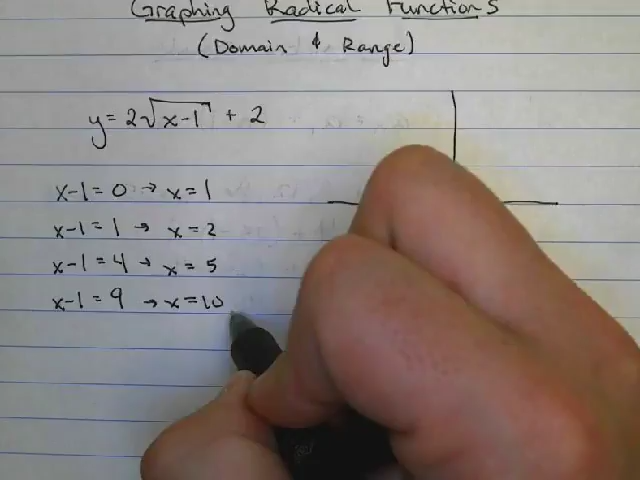 Graphing Radical Functions
(Domain & Range)
y = 2√x-1 + 2
x-1 = 0 → x = 1
x-1 = 1 → x = 2
x-1 = 4 → x = 5
x-1 = 9 → x = 10